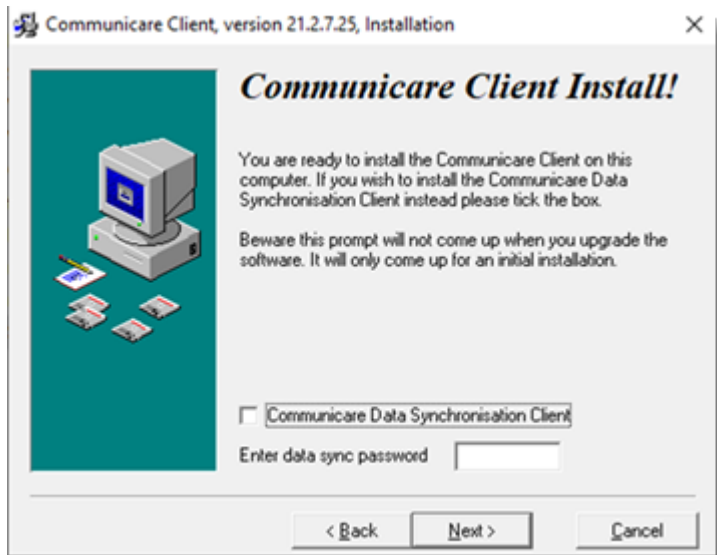 Communicare Client, version 21.2.7.25, Installation
Communicare Client Install!
You are ready to install the Communicare Client on this
computer. If you wish to install the Communicare Data
Synchronisation Client instead please tick the box.
Beware this prompt will not come up when you upgrade the
software. It will only come up for an initial installation.
Communicare Data Synchronisation Client
Enter data sync password
< Back Next > Cancel